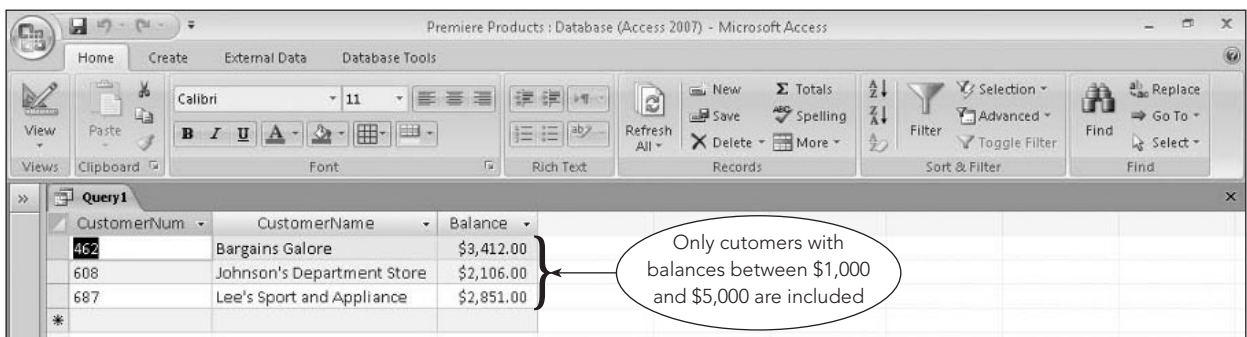 Premiere Products : Database (Access 2007) - Microsoft Access
Home Create External Data Database Tools
View
Views
Paste
Clipboard
Calibri 11
B I U A
Font
Rich Text
Refresh All
New Save Delete
Totals Spelling More
Records
Filter
Selection Advanced Toggle Filter
Sort & Filter
Find
Replace Go To Select
Find
Query1
CustomerNum CustomerName Balance
462 Bargains Galore $3,412.00
608 Johnson's Department Store $2,106.00
687 Lee's Sport and Appliance $2,851.00
Only cutomers with
balances between $1,000
and $5,000 are included